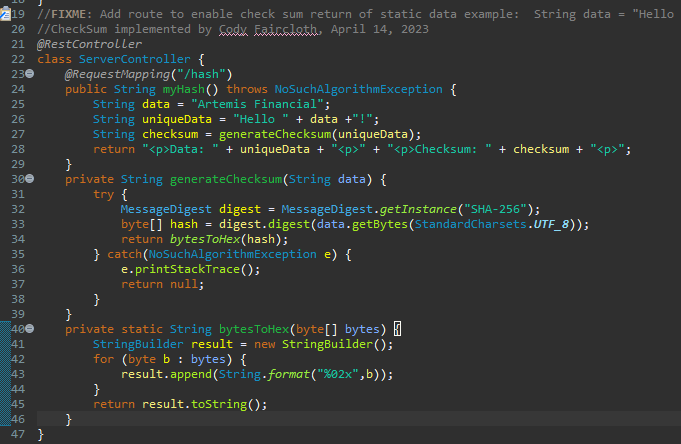 19 //FIXME: Add route to enable check sum return of static data example:  String data = "Hello
20 //CheckSum implemented by Cody Faircloth, April 14, 2023
21 @RestController
22 class ServerController {
23     @RequestMapping("/hash")
24     public String myHash() throws NoSuchAlgorithmException {
25         String data = "Artemis Financial";
26         String uniqueData = "Hello " + data +"!";
27         String checksum = generateChecksum(uniqueData);
28         return "<p>Data: " + uniqueData + "<p>" + "<p>Checksum: " + checksum + "<p>";
29     }
30     private String generateChecksum(String data) {
31         try {
32             MessageDigest digest = MessageDigest.getInstance("SHA-256");
33             byte[] hash = digest.digest(data.getBytes(StandardCharsets.UTF_8));
34             return bytesToHex(hash);
35         } catch(NoSuchAlgorithmException e) {
36             e.printStackTrace();
37             return null;
38         }
39     }
40     private static String bytesToHex(byte[] bytes) {
41         StringBuilder result = new StringBuilder();
42         for (byte b : bytes) {
43             result.append(String.format("%02x",b));
44         }
45         return result.toString();
46     }
47 }